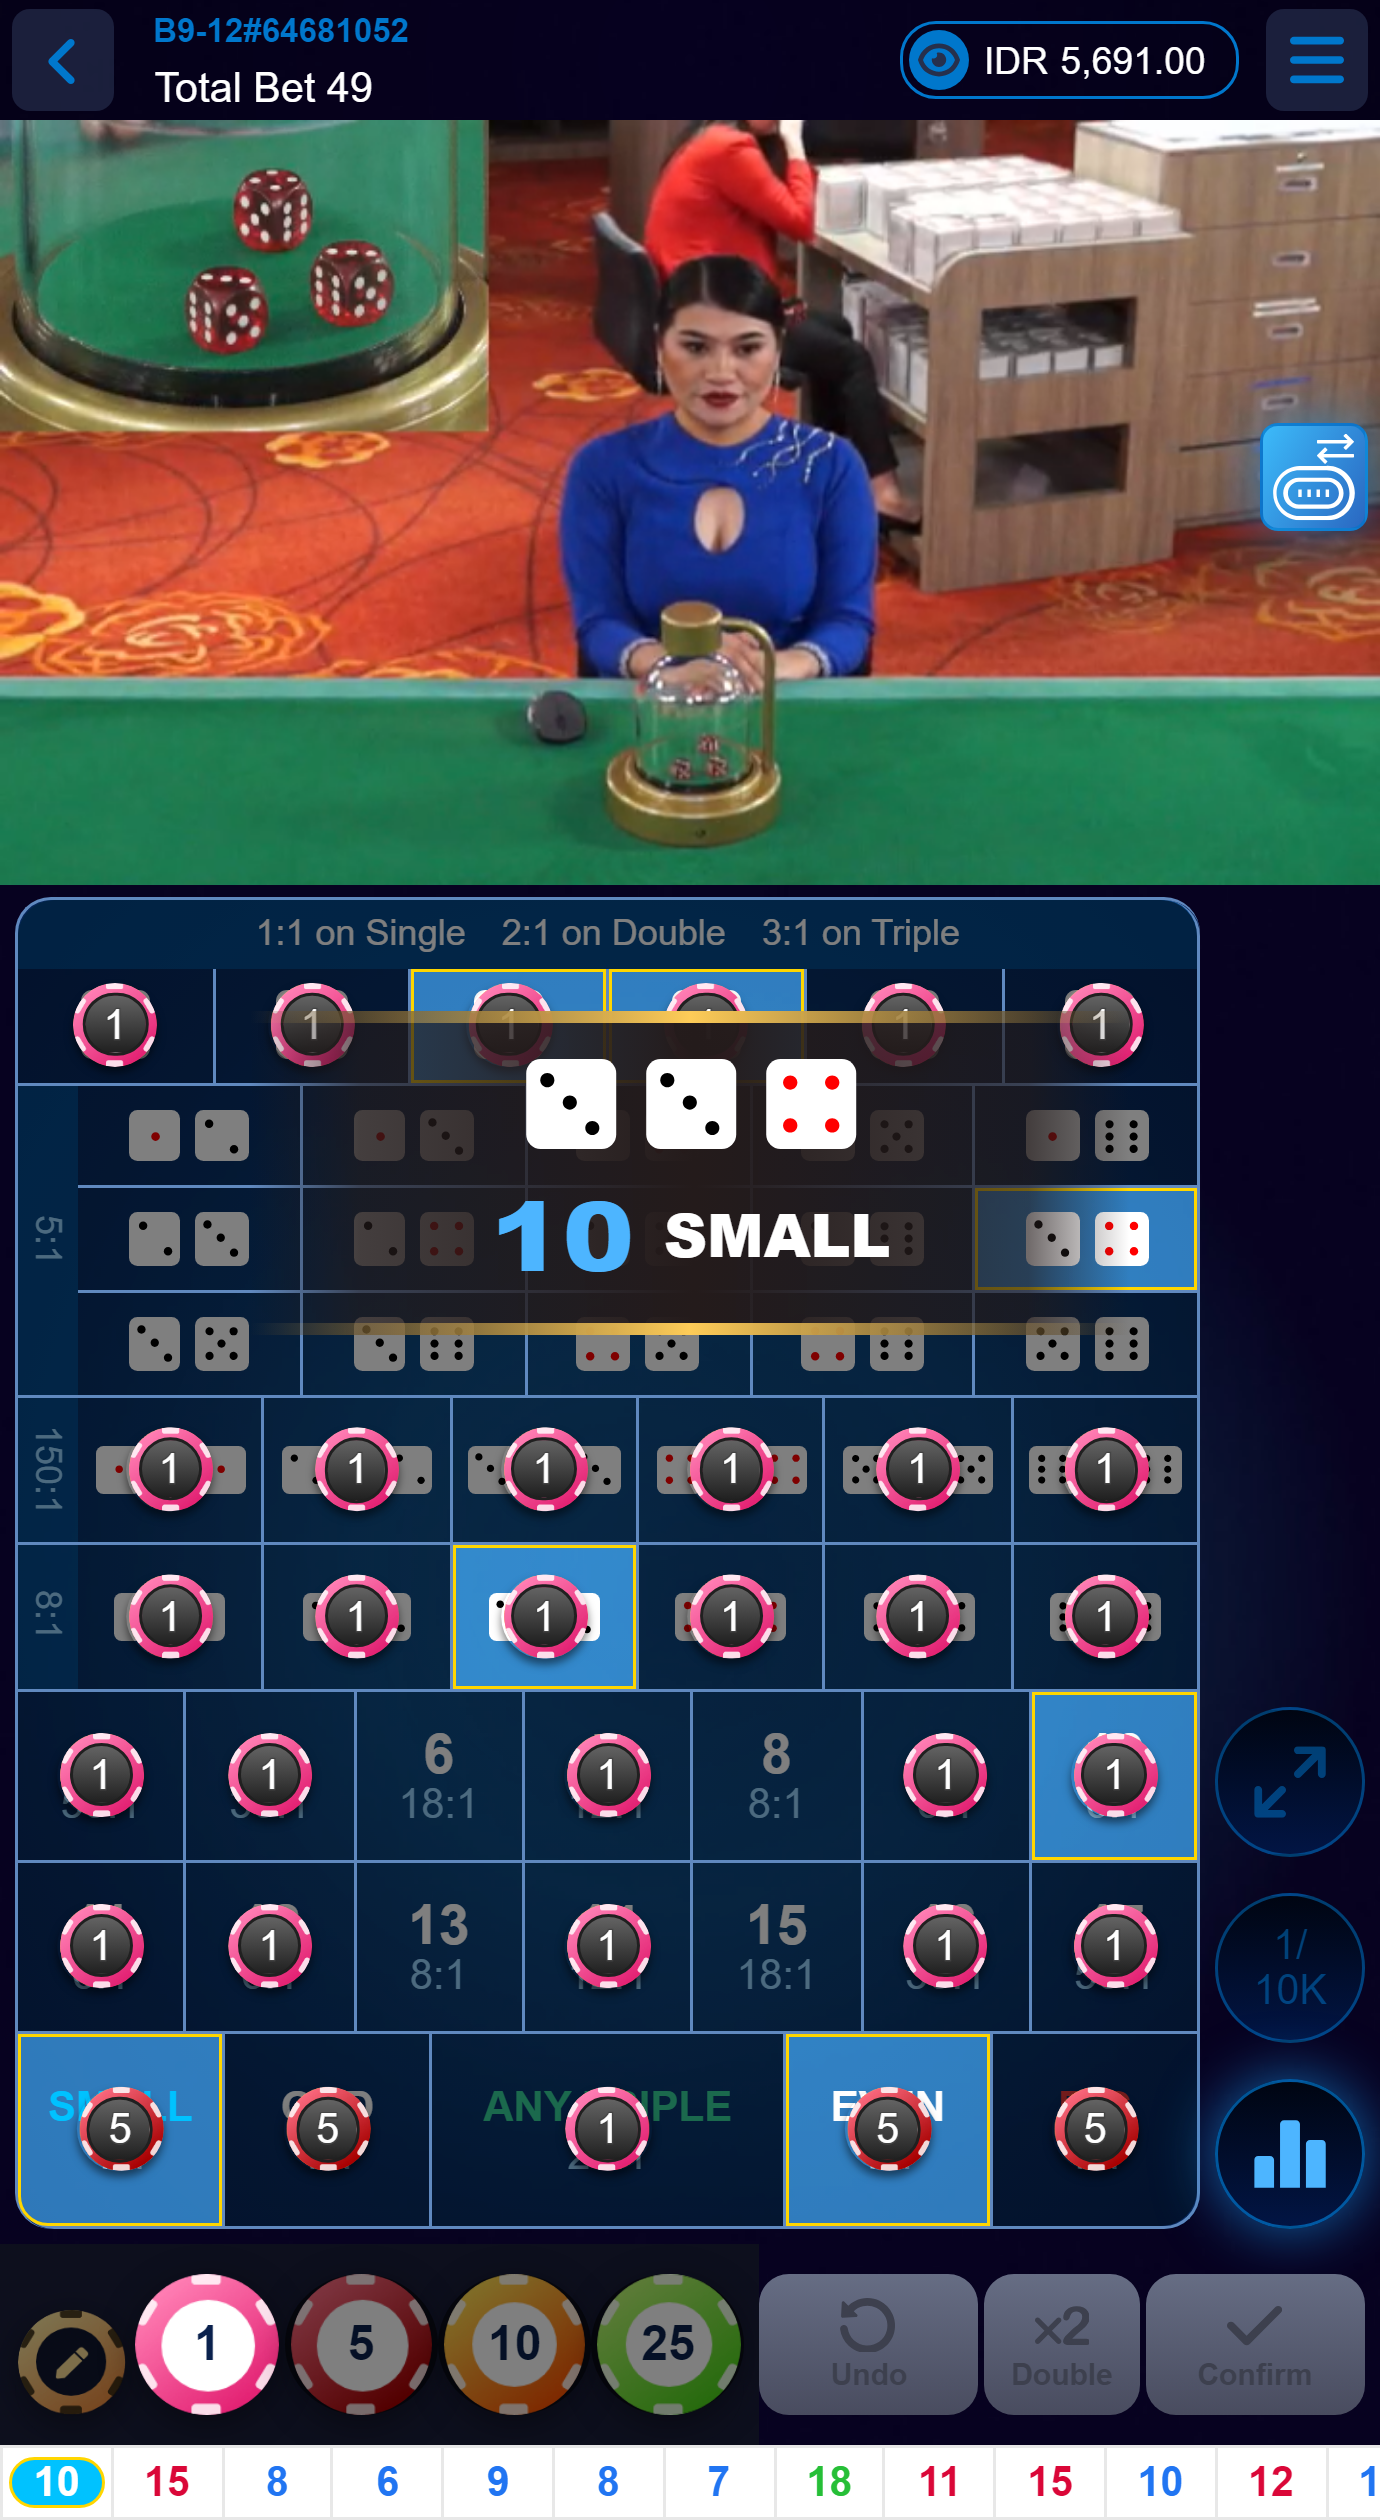 B9-12#64681052
Total Bet 49
IDR 5,691.00
1:1 on Single 2:1 on Double 3:1 on Triple
1 1 1 1 1 1
5:1
10 SMALL
150:1
1 1 1 1 1 1
8:1
1 1 1 1 1 1
1 1 6 1 8 1 1
18:1 8:1
1 1 13 1 15 1 1
8:1 18:1
1/
10K
5 5 1 5 5
1 5 10 25
Undo
x2
Double
Confirm
10 15 8 6 9 8 7 18 11 15 10 12